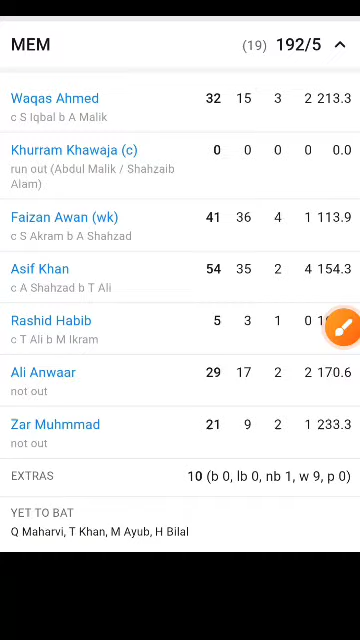 MEM (19) 192/5
Waqas Ahmed 32 15 3 2 213.3
c S Iqbal b A Malik
Khurram Khawaja (c) 0 0 0 0 0.0
run out (Abdul Malik / Shahzaib
Alam)
Faizan Awan (wk) 41 36 4 1 113.9
c S Akram b A Shahzad
Asif Khan 54 35 2 4 154.3
c A Shahzad b T Ali
Rashid Habib 5 3 1 0
c T Ali b M Ikram
Ali Anwaar 29 17 2 2 170.6
not out
Zar Muhmmad 21 9 2 1 233.3
not out
EXTRAS 10 (b 0, lb 0, nb 1, w 9, p 0)
YET TO BAT
Q Maharvi, T Khan, M Ayub, H Bilal